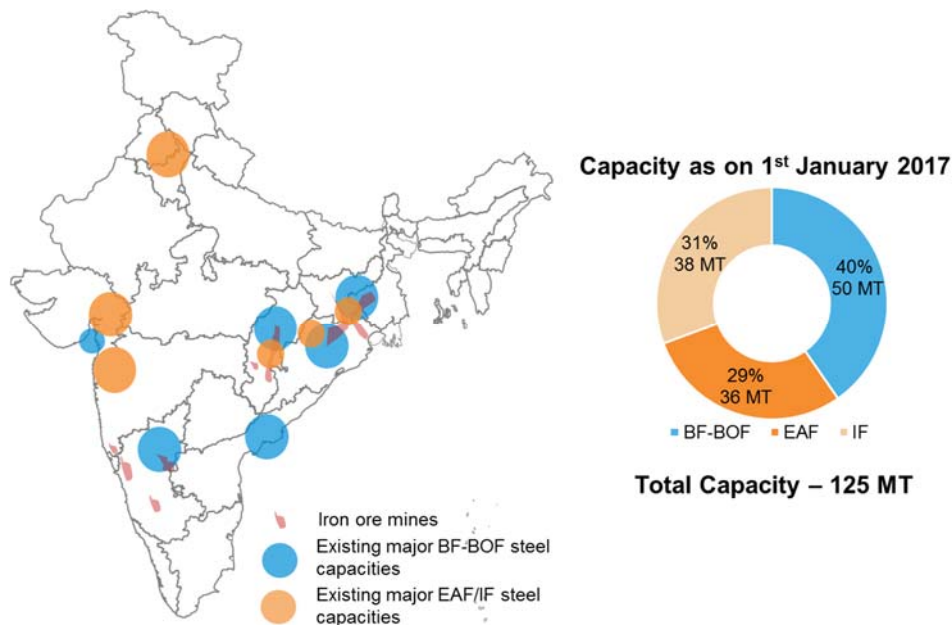 Capacity as on 1st January 2017
31%
38 MT
40%
50 MT
29%
36 MT
BF-BOF EAF IF
Total Capacity – 125 MT
Iron ore mines
Existing major BF-BOF steel
capacities
Existing major EAF/IF steel
capacities